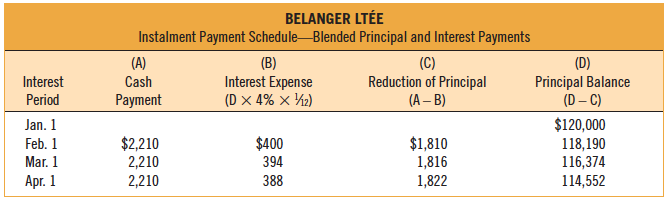 BELANGER LTÉE
Instalment Payment Schedule—Blended Principal and Interest Payments
(A) (B) (C) (D)
Interest Cash Interest Expense Reduction of Principal Principal Balance
Period Payment (D × 4% × 1/12) (A – B) (D – C)
Jan. 1 $120,000
Feb. 1 $2,210 $400 $1,810 118,190
Mar. 1 2,210 394 1,816 116,374
Apr. 1 2,210 388 1,822 114,552